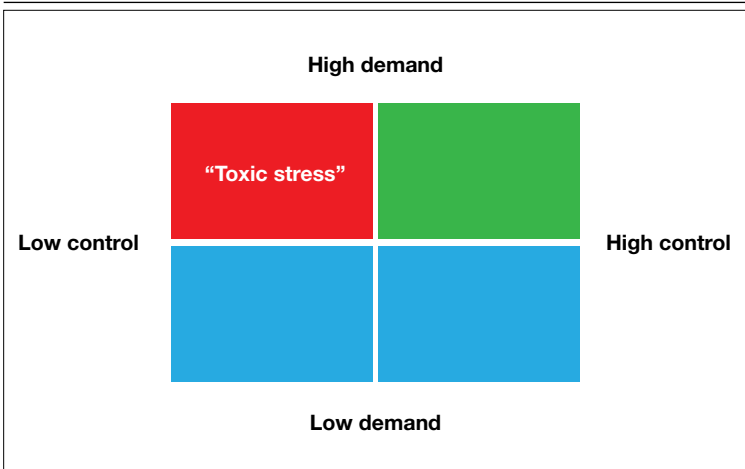 High demand
“Toxic stress”
Low control
High control
Low demand